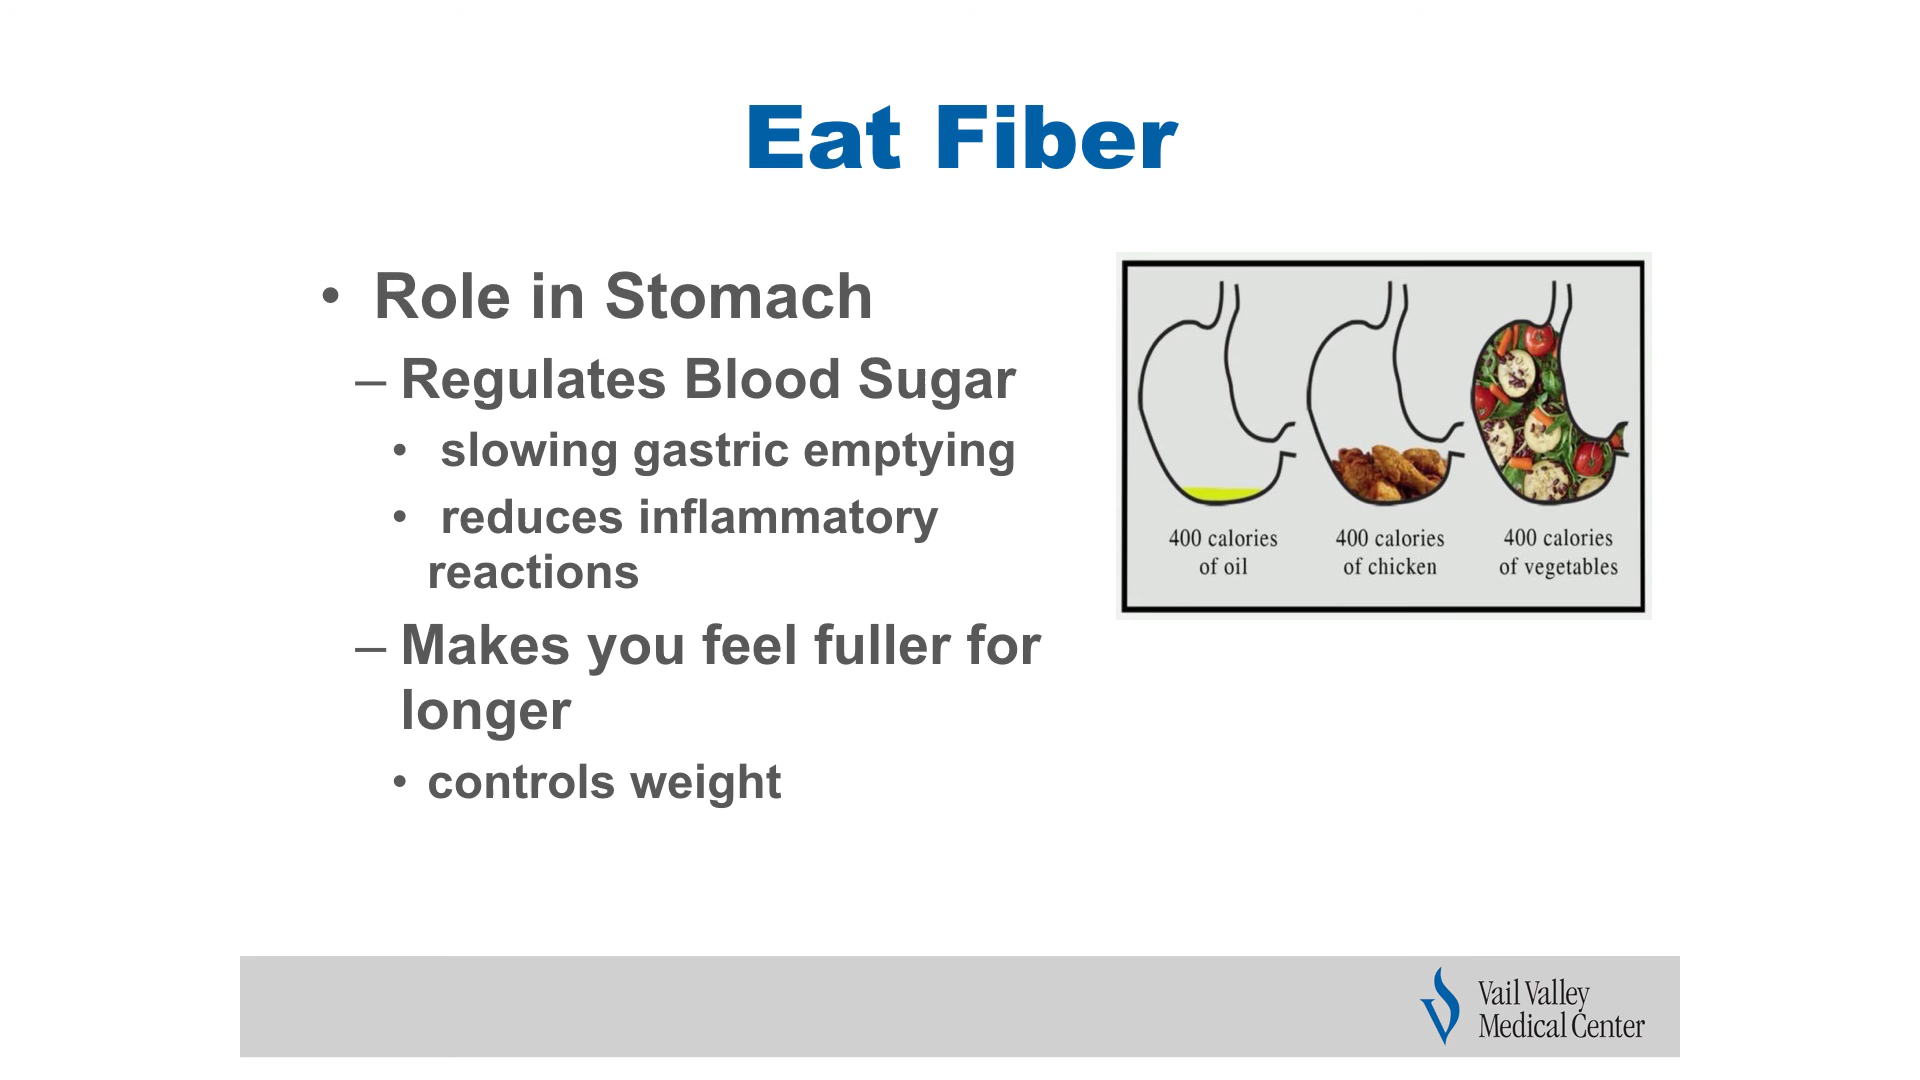 Eat Fiber
• Role in Stomach
– Regulates Blood Sugar
• slowing gastric emptying
• reduces inflammatory
reactions
– Makes you feel fuller for
longer
• controls weight
400 calories
of oil
400 calories
of chicken
400 calories
of vegetables
Vail Valley
Medical Center